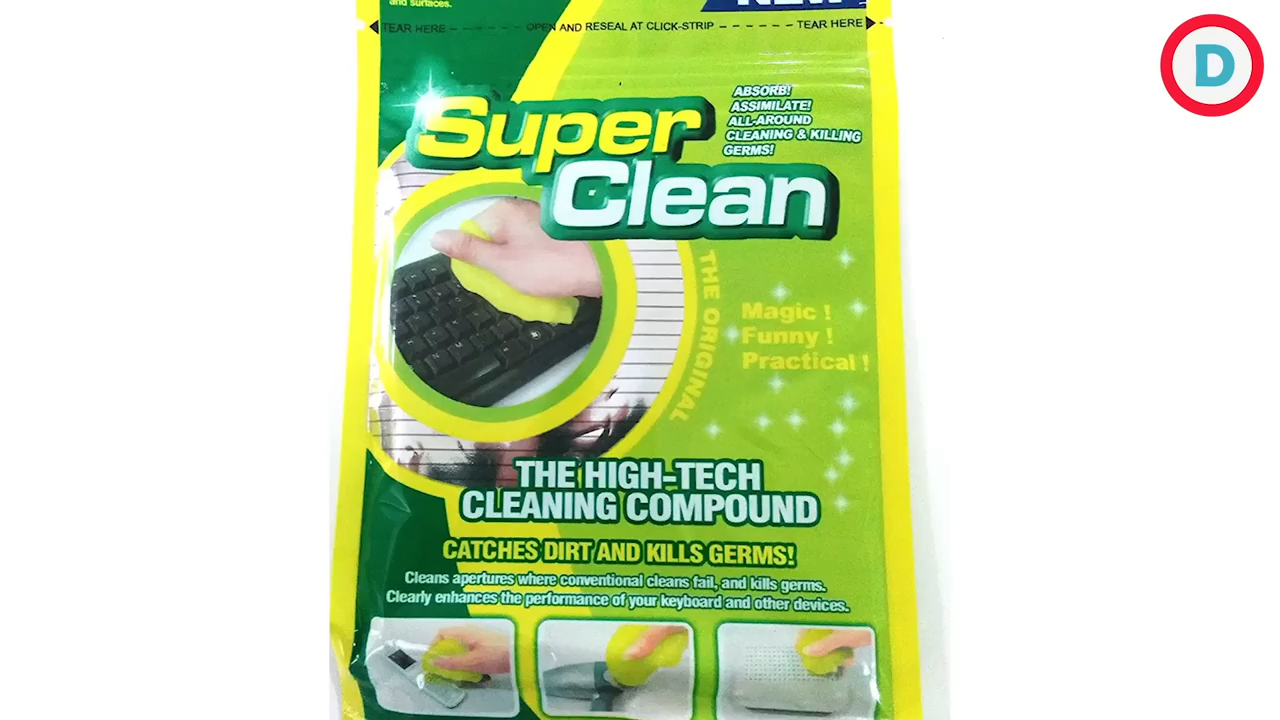 and surfaces.
NEW!
TEAR HERE
OPEN AND RESEAL AT CLICK-STRIP
TEAR HERE
D
ABSORB!
ASSIMILATE!
ALL-AROUND
CLEANING & KILLING
GERMS!
Super
Clean
THE ORIGINAL
Magic !
Funny !
Practical !
THE HIGH-TECH
CLEANING COMPOUND
CATCHES DIRT AND KILLS GERMS!
Cleans apertures where conventional cleans fail, and kills germs.
Clearly enhances the performance of your keyboard and other devices.